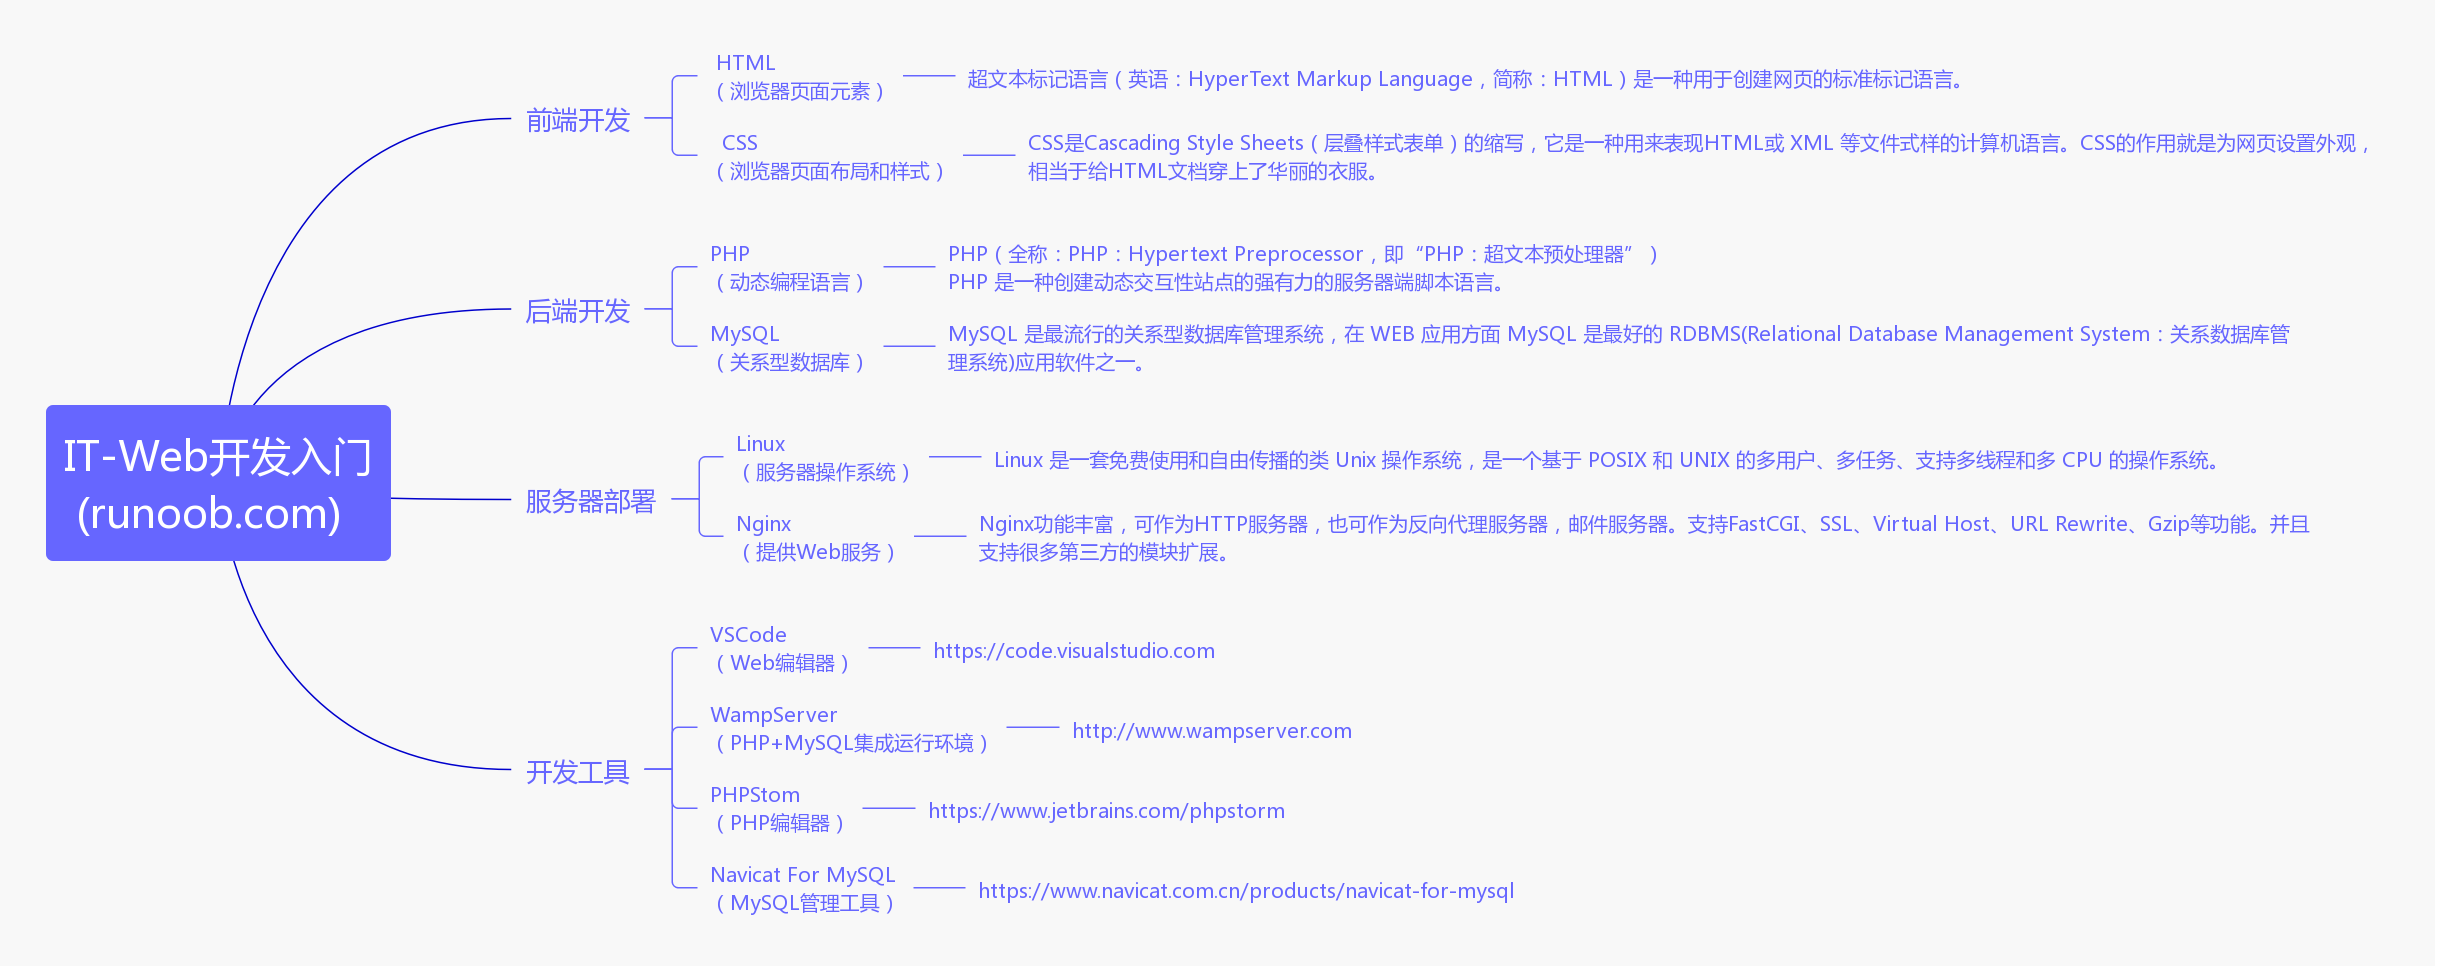 IT-Web开发入门
(runoob.com)
前端开发
HTML
（浏览器页面元素）
超文本标记语言（英语：HyperText Markup Language，简称：HTML）是一种用于创建网页的标准标记语言。
CSS
（浏览器页面布局和样式）
CSS是Cascading Style Sheets（层叠样式表单）的缩写，它是一种用来表现HTML或 XML 等文件式样的计算机语言。CSS的作用就是为网页设置外观，
相当于给HTML文档穿上了华丽的衣服。
后端开发
PHP
（动态编程语言）
PHP（全称：PHP：Hypertext Preprocessor，即“PHP：超文本预处理器”）
PHP 是一种创建动态交互性站点的强有力的服务器端脚本语言。
MySQL
（关系型数据库）
MySQL 是最流行的关系型数据库管理系统，在 WEB 应用方面 MySQL 是最好的 RDBMS(Relational Database Management System：关系数据库管
理系统)应用软件之一。
服务器部署
Linux
（服务器操作系统）
Linux 是一套免费使用和自由传播的类 Unix 操作系统，是一个基于 POSIX 和 UNIX 的多用户、多任务、支持多线程和多 CPU 的操作系统。
Nginx
（提供Web服务）
Nginx功能丰富，可作为HTTP服务器，也可作为反向代理服务器，邮件服务器。支持FastCGI、SSL、Virtual Host、URL Rewrite、Gzip等功能。并且
支持很多第三方的模块扩展。
开发工具
VSCode
（Web编辑器）
https://code.visualstudio.com
WampServer
（PHP+MySQL集成运行环境）
http://www.wampserver.com
PHPStom
（PHP编辑器）
https://www.jetbrains.com/phpstorm
Navicat For MySQL
（MySQL管理工具）
https://www.navicat.com.cn/products/navicat-for-mysql